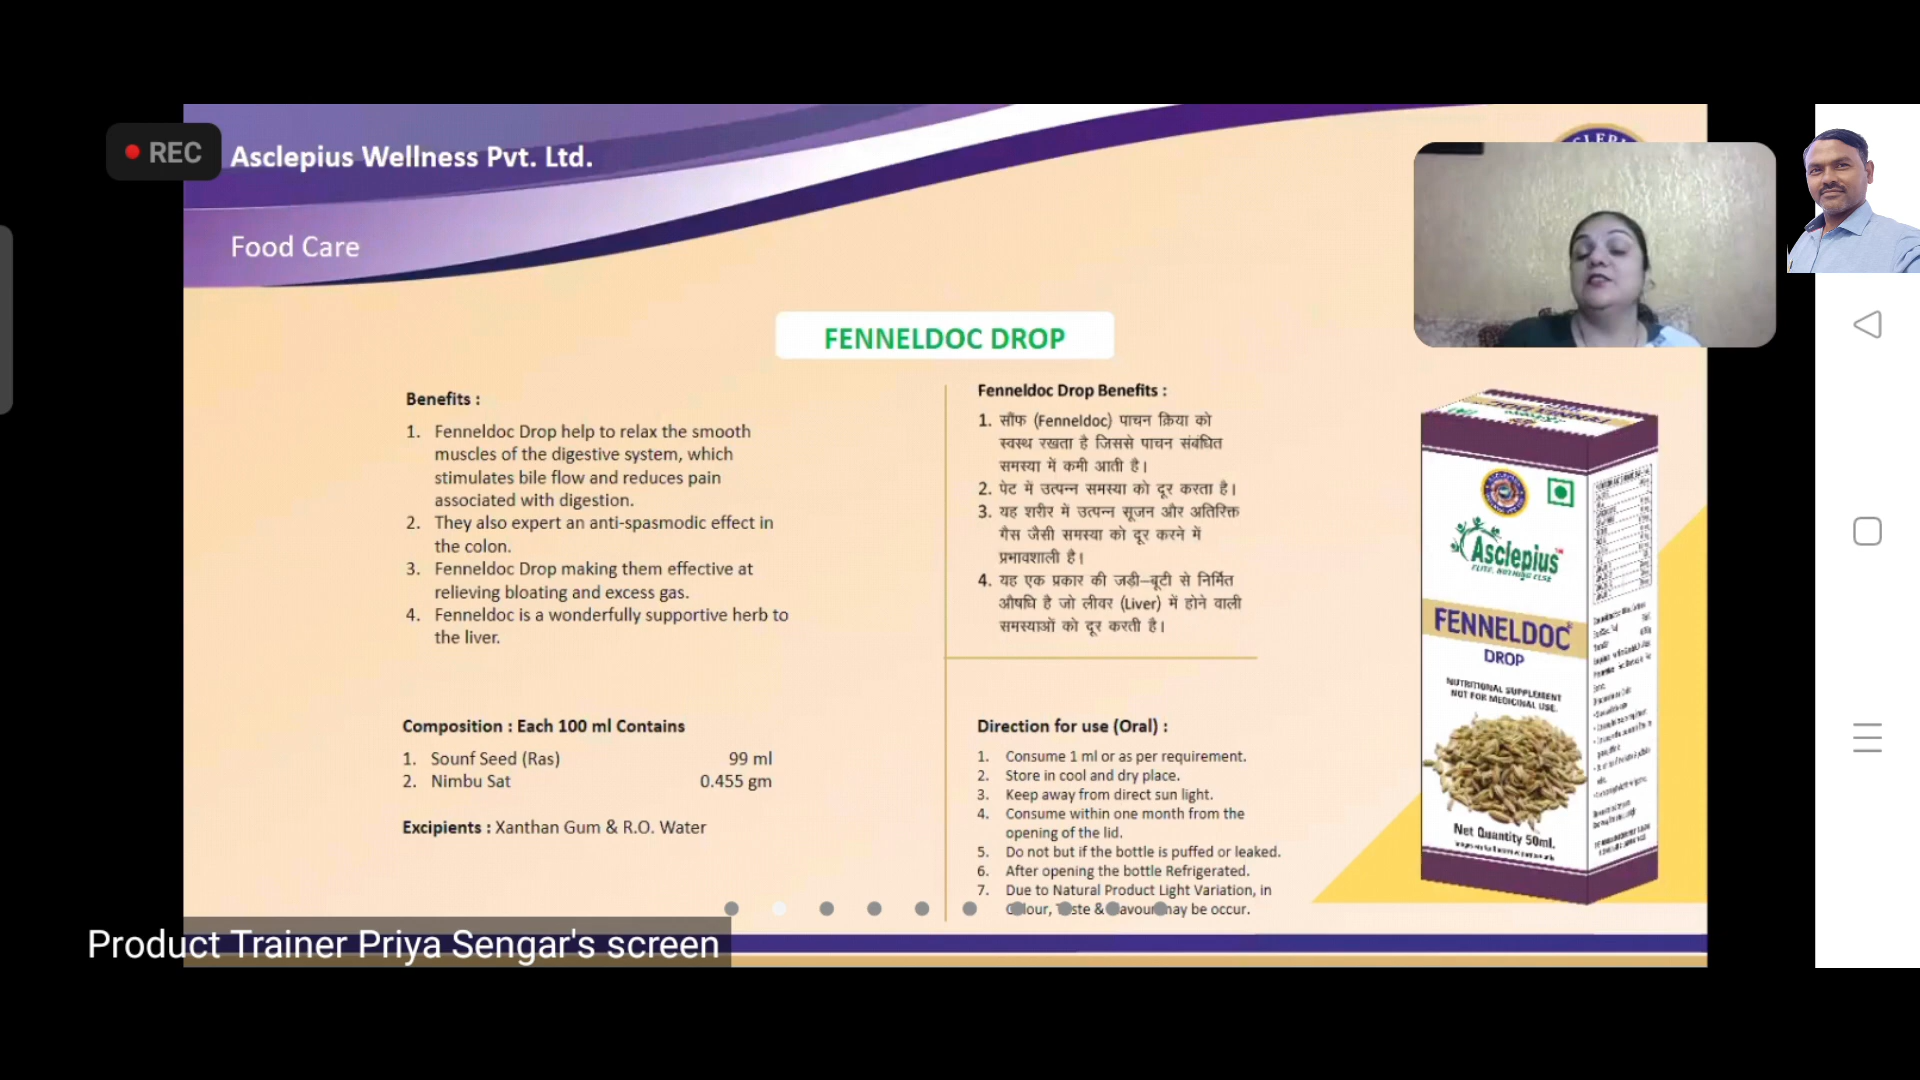 REC
Asclepius Wellness Pvt. Ltd.
Food Care
FENNELDOC DROP
Benefits :
1. Fenneldoc Drop help to relax the smooth
muscles of the digestive system, which
stimulates bile flow and reduces pain
associated with digestion.
2. They also expert an anti-spasmodic effect in
the colon.
3. Fenneldoc Drop making them effective at
relieving bloating and excess gas.
4. Fenneldoc is a wonderfully supportive herb to
the liver.
Composition : Each 100 ml Contains
1. Sounf Seed (Ras) 99 ml
2. Nimbu Sat 0.455 gm
Excipients : Xanthan Gum & R.O. Water
Fenneldoc Drop Benefits :
1. सौंफ (Fenneldoc) पाचन क्रिया को
स्वस्थ रखता है जिससे पाचन संबंधित
समस्या में कमी आती है।
2. पेट में उत्पन्न समस्या को दूर करता है।
3. यह शरीर में उत्पन्न सूजन और अतिरिक्त
गैस जैसी समस्या को दूर करने में
प्रभावशाली है।
4. यह एक प्रकार की जड़ी–बूटी से निर्मित
औषधि है जो लीवर (Liver) में होने वाली
समस्याओं को दूर करती है।
Direction for use (Oral) :
1. Consume 1 ml or as per requirement.
2. Store in cool and dry place.
3. Keep away from direct sun light.
4. Consume within one month from the
opening of the lid.
5. Do not but if the bottle is puffed or leaked.
6. After opening the bottle Refrigerated.
7. Due to Natural Product Light Variation, in
Colour, Taste & Flavour may be occur.
Asclepius
ELITE, NOTHING ELSE
FENNELDOC
DROP
NUTRITIONAL SUPPLEMENT
NOT FOR MEDICINAL USE.
Net Quantity 50ml.
Product Trainer Priya Sengar's screen